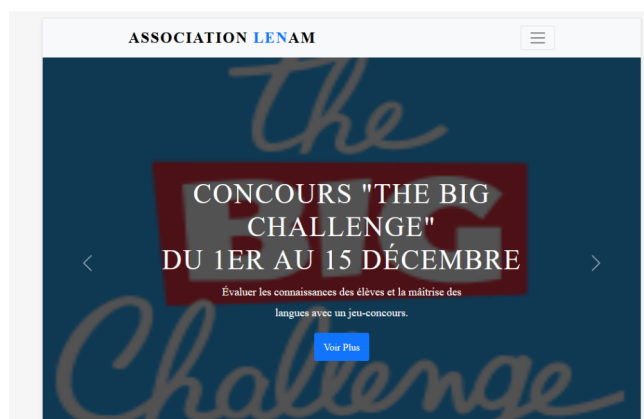 ASSOCIATION LENAM
the
BIG
Challenge
CONCOURS "THE BIG
CHALLENGE"
DU 1ER AU 15 DÉCEMBRE
Évaluer les connaissances des élèves et la mâitrise des
langues avec un jeu-concours.
Voir Plus